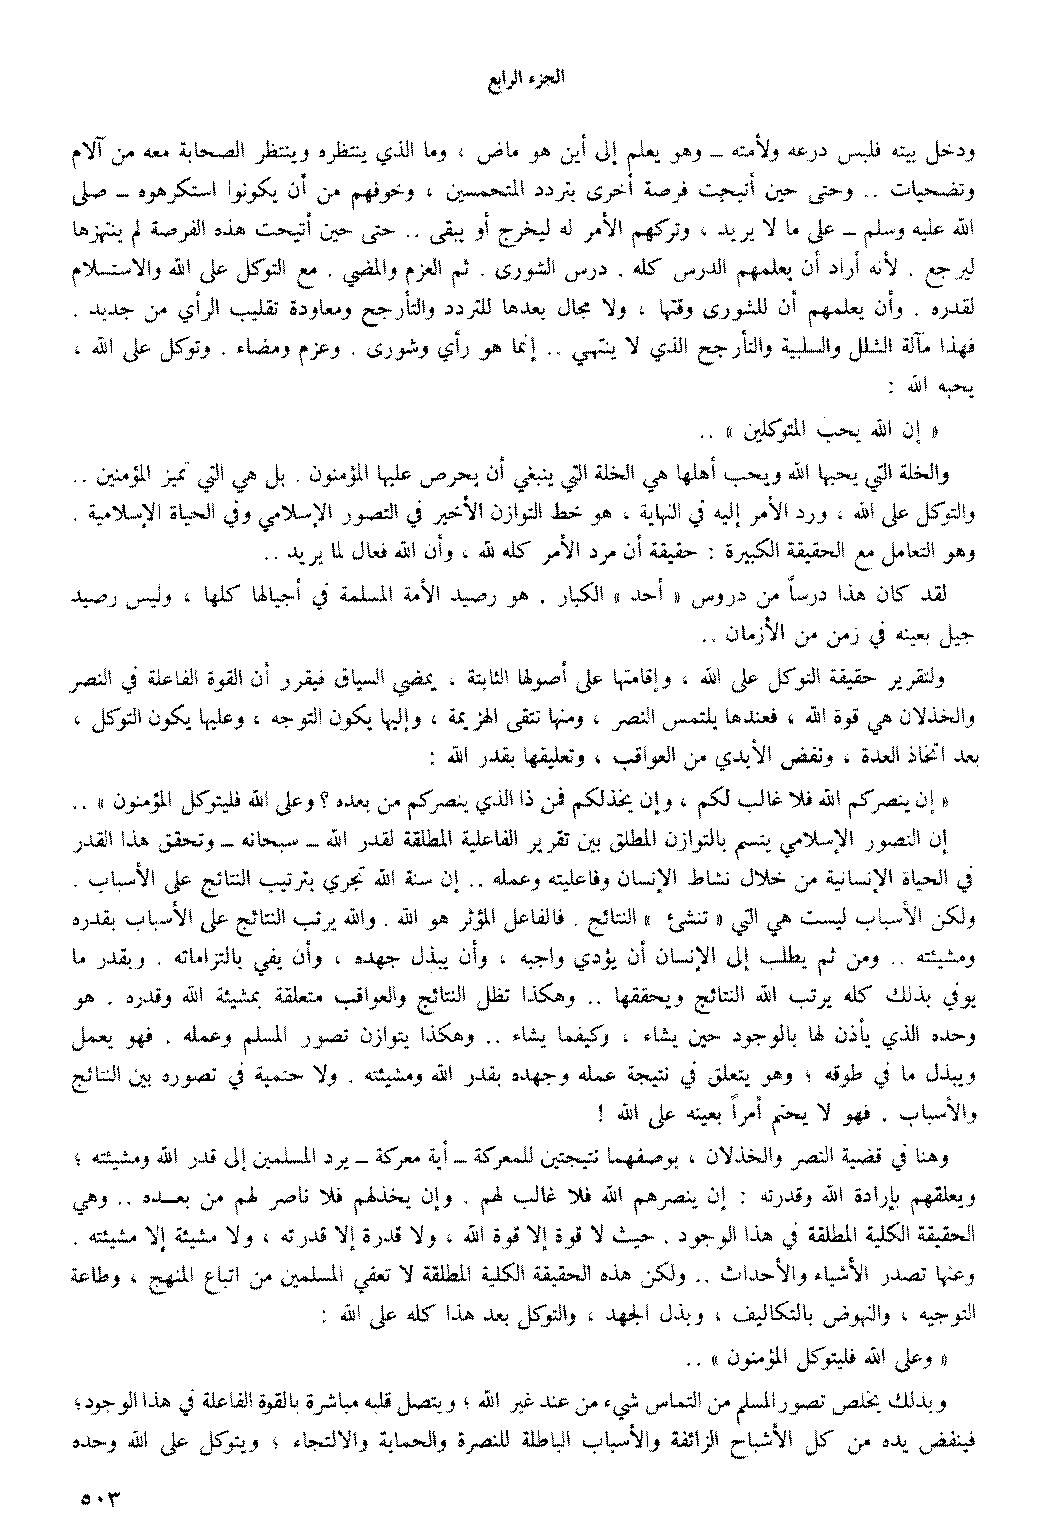 الجزء الرابع
ودخل بيته فلبس درعه ولأمته – وهو يعلم إلى أين هو ماض ، وما الذي ينتظره وينتظر الصحابة معه من آلام
وتضحيات .. وحتى حين أتيحت فرصة أخرى بتردد المتحمسين ، وخوفهم من أن يكونوا استكرهوه – صلى
الله عليه وسلم – على ما لا يريد ، وتركهم الأمر له ليخرج أو يبقى .. حتى حين أتيحت هذه الفرصة لم ينتهزها
ليرجع . لأنه أراد أن يعلمهم الدرس كله . درس الشورى . ثم العزم والمضي . مع التوكل على الله والاستسلام
لقدره . وأن يعلمهم أن للشورى وقتها ، ولا مجال بعدها للتردد والتأرجح ومعاودة تقليب الرأي من جديد .
فهذا مآله الشلل والسلبية والتأرجح الذي لا ينتهي .. إنما هو رأي وشورى . وعزم ومضاء . وتوكل على الله ،
يحبه الله :
« إن الله يحب المتوكلين » ..
والخلة التي يحبها الله ويحب أهلها هي الخلة التي ينبغي أن يحرص عليها المؤمنون . بل هي التي تميز المؤمنين ..
والتوكل على الله ، ورد الأمر إليه في النهاية ، هو خط التوازن الأخير في التصور الإسلامي وفي الحياة الإسلامية .
وهو التعامل مع الحقيقة الكبيرة : حقيقة أن مرد الأمر كله لله ، وأن الله فعال لما يريد ..
لقد كان هذا درساً من دروس « أحد » الكبار . هو رصيد الأمة المسلمة في أجيالها كلها ، وليس رصيد
جيل بعينه في زمن من الأزمان ..
ولتقرير حقيقة التوكل على الله ، وإقامتها على أصولها الثابتة ، يمضي السياق فيقرر أن القوة الفاعلة في النصر
والخذلان هي قوة الله ، فعندها يلتمس النصر ، ومنها تتقى الهزيمة ، وإليها يكون التوجه ، وعليها يكون التوكل ،
بعد اتخاذ العدة ، ونفض الأيدي من العواقب ، وتعليقها بقدر الله :
« إن ينصركم الله فلا غالب لكم ، وإن يخذلكم فمن ذا الذي ينصركم من بعده ؟ وعلى الله فليتوكل المؤمنون » ..
إن التصور الإسلامي يتسم بالتوازن المطلق بين تقرير الفاعلية المطلقة لقدر الله – سبحانه – وتحقق هذا القدر
في الحياة الإنسانية من خلال نشاط الإنسان وفاعليته وعمله .. إن سنة الله تجري بترتيب النتائج على الأسباب .
ولكن الأسباب ليست هي التي « تنشئ » النتائج . فالفاعل المؤثر هو الله . والله يرتب النتائج على الأسباب بقدره
ومشيئته .. ومن ثم يطلب إلى الإنسان أن يؤدي واجبه ، وأن يبذل جهده ، وأن يفي بالتزاماته . وبقدر ما
يوفي بذلك كله يرتب الله النتائج ويحققها .. وهكذا تظل النتائج والعواقب متعلقة بمشيئة الله وقدره . هو
وحده الذي يأذن لها بالوجود حين يشاء ، وكيفما يشاء .. وهكذا يتوازن تصور المسلم وعمله . فهو يعمل
ويبذل ما في طوقه ؛ وهو يتعلق في نتيجة عمله وجهده بقدر الله ومشيئته . ولا حتمية في تصوره بين النتائج
والأسباب . فهو لا يحتم أمراً بعينه على الله !
وهنا في قضية النصر والخذلان ، بوصفهما نتيجتين للمعركة – أية معركة – يرد المسلمين إلى قدر الله ومشيئته ؛
ويعلقهم بإرادة الله وقدرته : إن ينصرهم الله فلا غالب لهم . وإن يخذلهم فلا ناصر لهم من بعـــده .. وهي
الحقيقة الكلية المطلقة في هذا الوجود . حيث لا قوة إلا قوة الله ، ولا قدرة إلا قدرته ، ولا مشيئة إلا مشيئته .
وعنها تصدر الأشياء والأحداث .. ولكن هذه الحقيقة الكلية المطلقة لا تعفي المسلمين من اتباع المنهج ، وطاعة
التوجيه ، والنهوض بالتكاليف ، وبذل الجهد ، والتوكل بعد هذا كله على الله :
« وعلى الله فليتوكل المؤمنون » ..
وبذلك يخلص تصور المسلم من التماس شيء من عند غير الله ؛ ويتصل قلبه مباشرة بالقوة الفاعلة في هذا الوجود؛
فينفض يده من كل الأشباح الزائفة والأسباب الباطلة للنصرة والحماية والالتجاء ؛ ويتوكل على الله وحده
٥٠٣